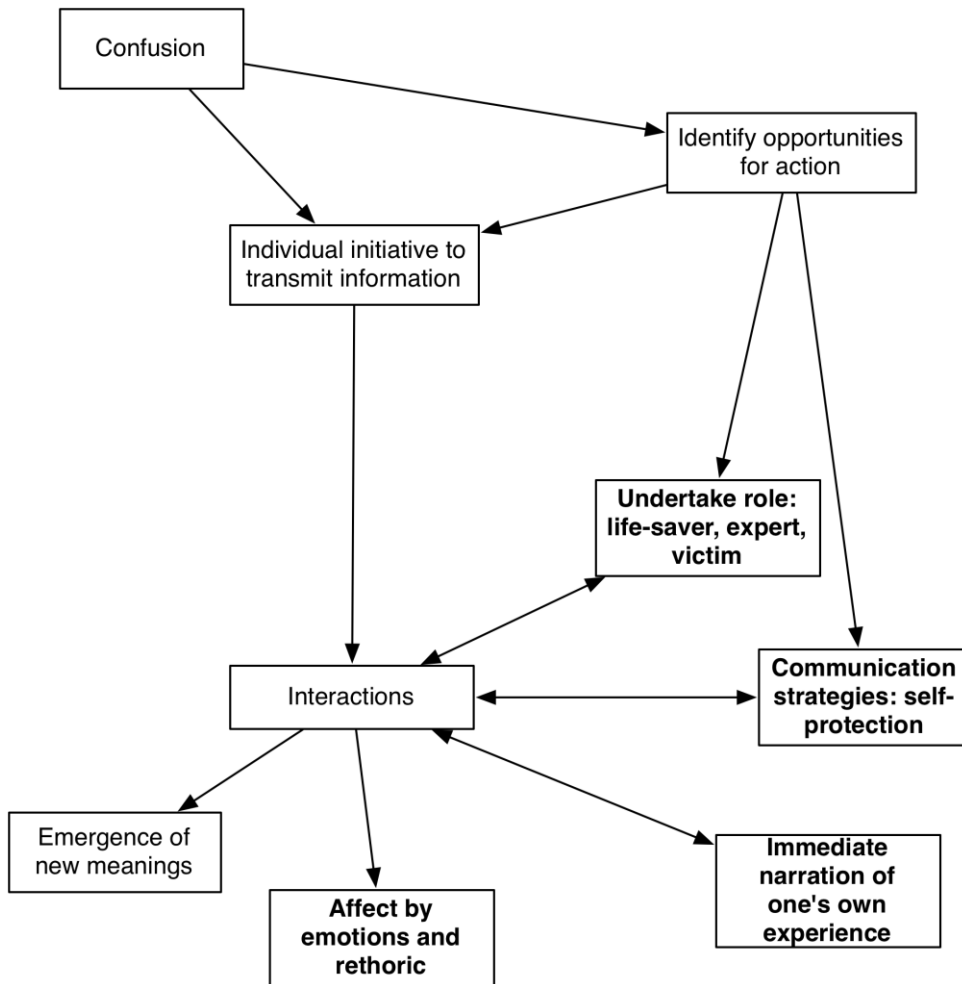 Confusion
Identify opportunities
for action
Individual initiative to
transmit information
Undertake role:
life-saver, expert,
victim
Communication
strategies: self-
protection
Interactions
Emergence of
new meanings
Immediate
narration of
one's own
experience
Affect by
emotions and
rethoric